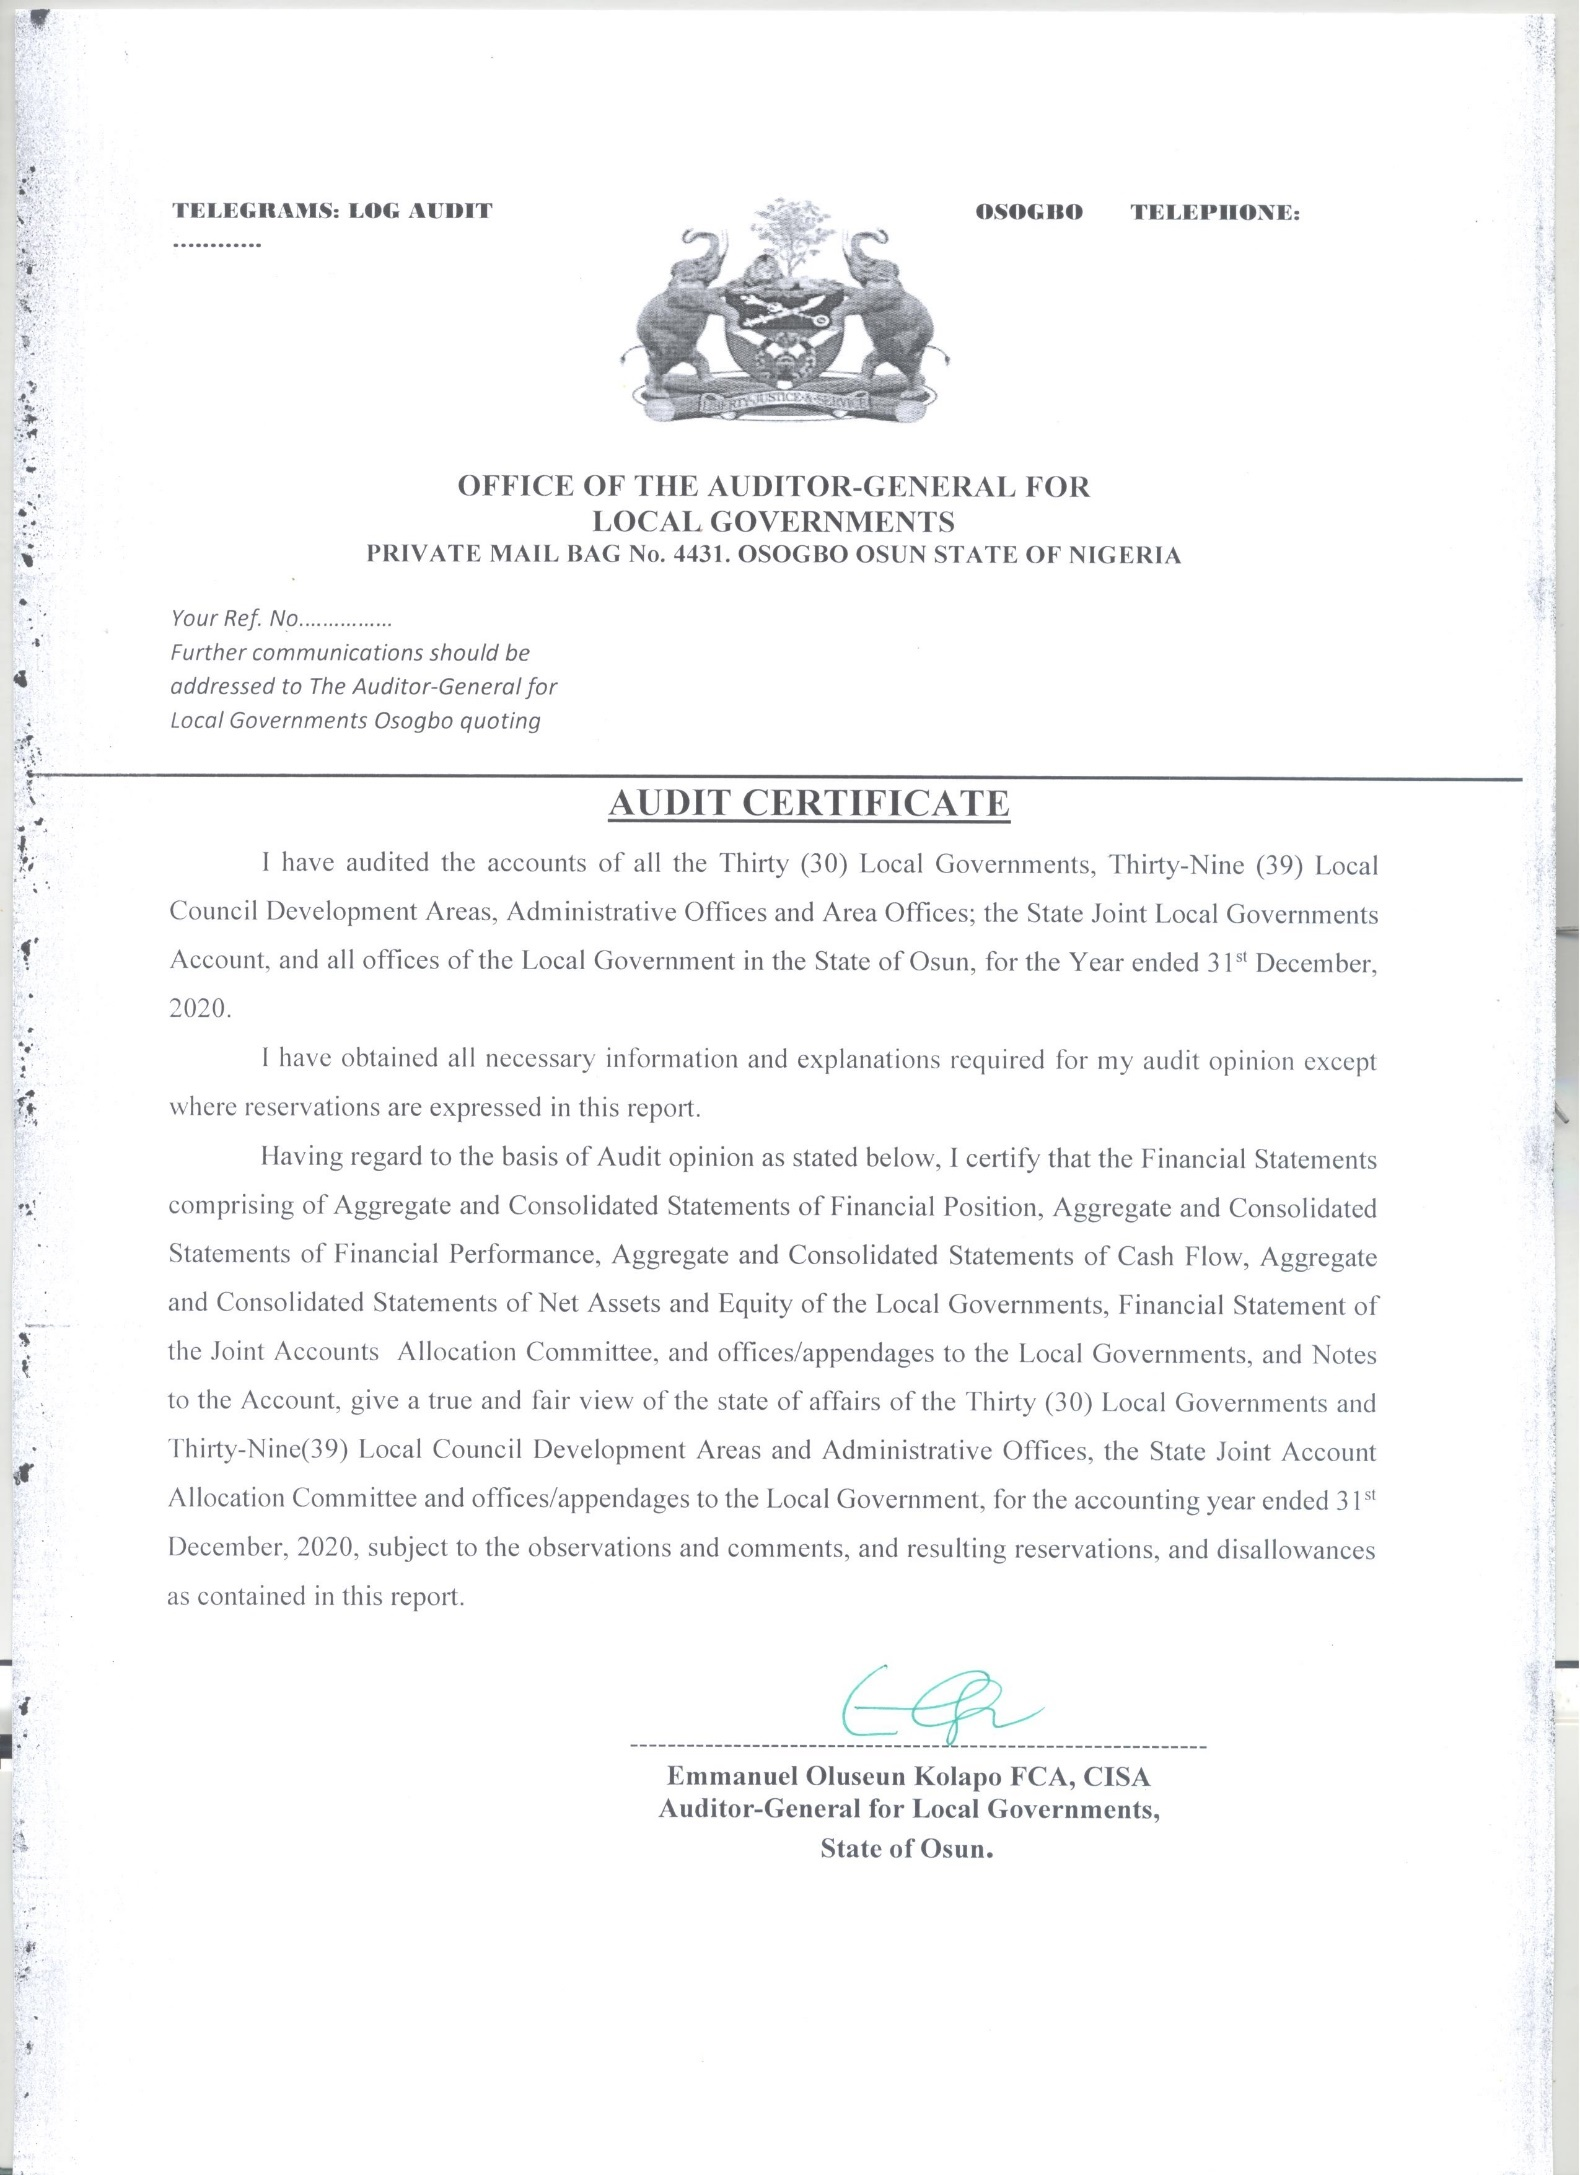 TELEGRAMS: LOG AUDIT OSOGBO TELEPHONE:
............
LIBERTY·JUSTICE·&·SERVICE
OFFICE OF THE AUDITOR-GENERAL FOR
LOCAL GOVERNMENTS
PRIVATE MAIL BAG No. 4431. OSOGBO OSUN STATE OF NIGERIA
Your Ref. No................
Further communications should be
addressed to The Auditor-General for
Local Governments Osogbo quoting
AUDIT CERTIFICATE
I have audited the accounts of all the Thirty (30) Local Governments, Thirty-Nine (39) Local
Council Development Areas, Administrative Offices and Area Offices; the State Joint Local Governments
Account, and all offices of the Local Government in the State of Osun, for the Year ended 31st December,
2020.
I have obtained all necessary information and explanations required for my audit opinion except
where reservations are expressed in this report.
Having regard to the basis of Audit opinion as stated below, I certify that the Financial Statements
comprising of Aggregate and Consolidated Statements of Financial Position, Aggregate and Consolidated
Statements of Financial Performance, Aggregate and Consolidated Statements of Cash Flow, Aggregate
and Consolidated Statements of Net Assets and Equity of the Local Governments, Financial Statement of
the Joint Accounts Allocation Committee, and offices/appendages to the Local Governments, and Notes
to the Account, give a true and fair view of the state of affairs of the Thirty (30) Local Governments and
Thirty-Nine(39) Local Council Development Areas and Administrative Offices, the State Joint Account
Allocation Committee and offices/appendages to the Local Government, for the accounting year ended 31st
December, 2020, subject to the observations and comments, and resulting reservations, and disallowances
as contained in this report.
Emmanuel Oluseun Kolapo FCA, CISA
Auditor-General for Local Governments,
State of Osun.